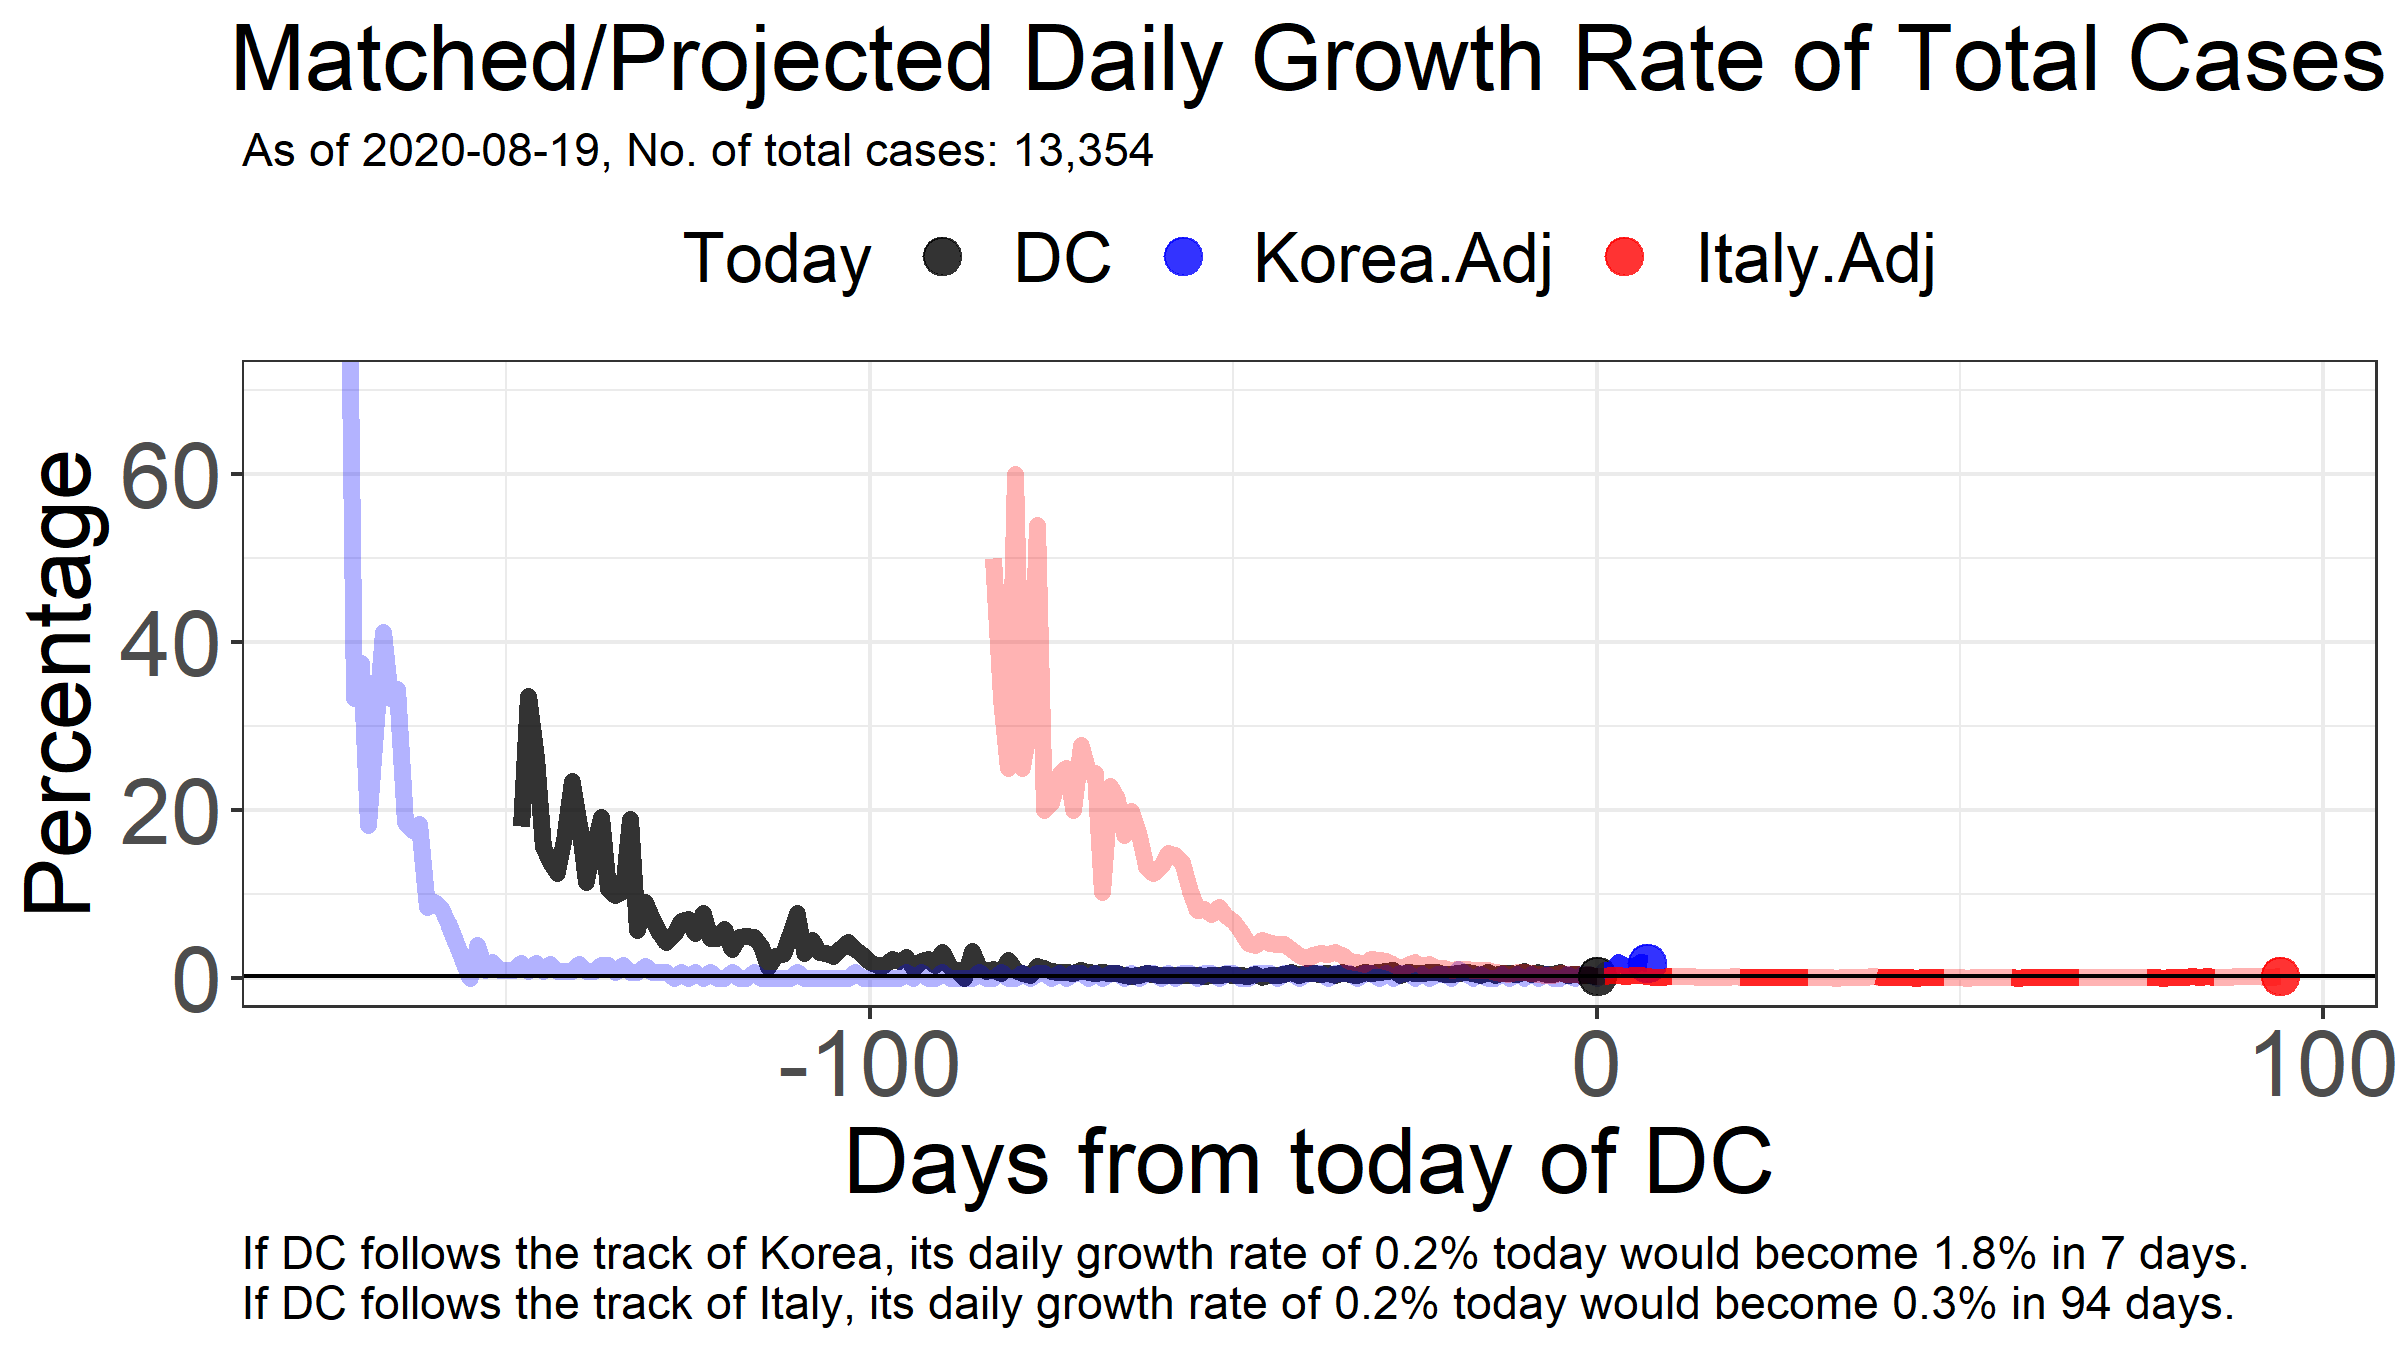 Matched/Projected Daily Growth Rate of Total Cases
As of 2020-08-19, No. of total cases: 13,354
Today DC Korea.Adj Italy.Adj
Percentage
60
40
20
0
-100 0 100
Days from today of DC
If DC follows the track of Korea, its daily growth rate of 0.2% today would become 1.8% in 7 days.
If DC follows the track of Italy, its daily growth rate of 0.2% today would become 0.3% in 94 days.